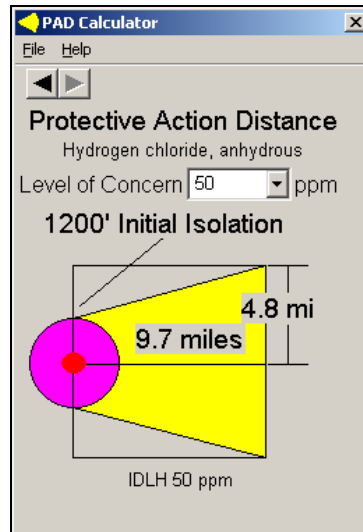 PAD Calculator
File Help
Protective Action Distance
Hydrogen chloride, anhydrous
Level of Concern 50 ppm
1200' Initial Isolation
4.8 mi
9.7 miles
IDLH 50 ppm